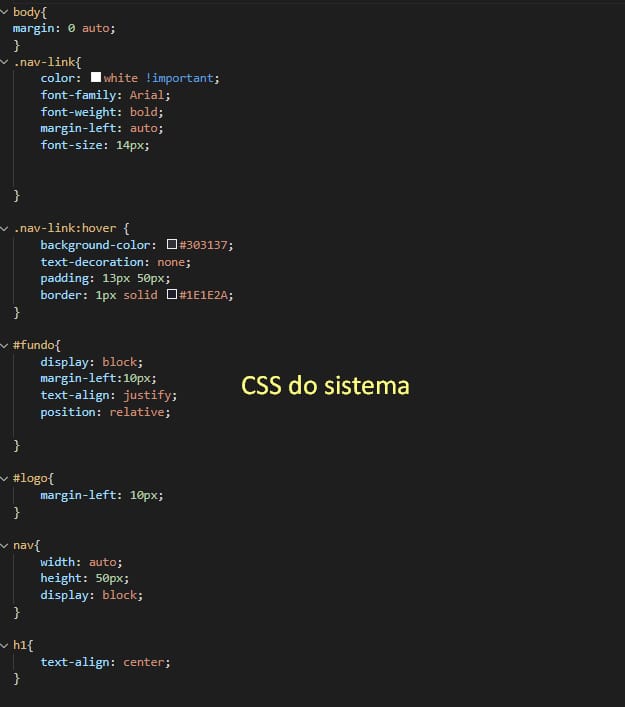 body{
margin: 0 auto;
}
.nav-link{
color: white !important;
font-family: Arial;
font-weight: bold;
margin-left: auto;
font-size: 14px;
}
.nav-link:hover {
background-color: #303137;
text-decoration: none;
padding: 13px 50px;
border: 1px solid #1E1E2A;
}
#fundo{
display: block;
margin-left:10px;
CSS do sistema
text-align: justify;
position: relative;
}
#logo{
margin-left: 10px;
}
nav{
width: auto;
height: 50px;
display: block;
}
h1{
text-align: center;
}